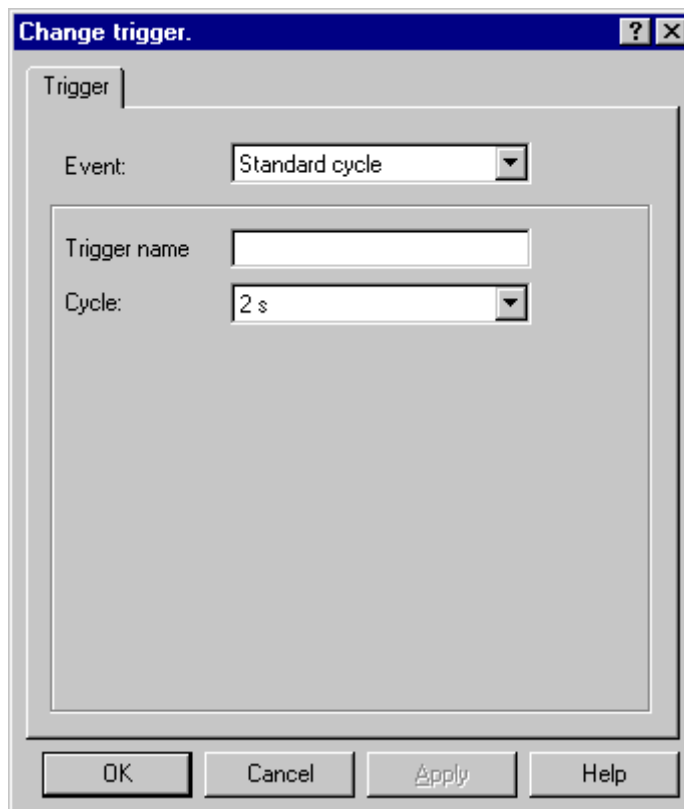 Change trigger.
Trigger
Event: Standard cycle
Trigger name
Cycle: 2 s
OK Cancel Apply Help